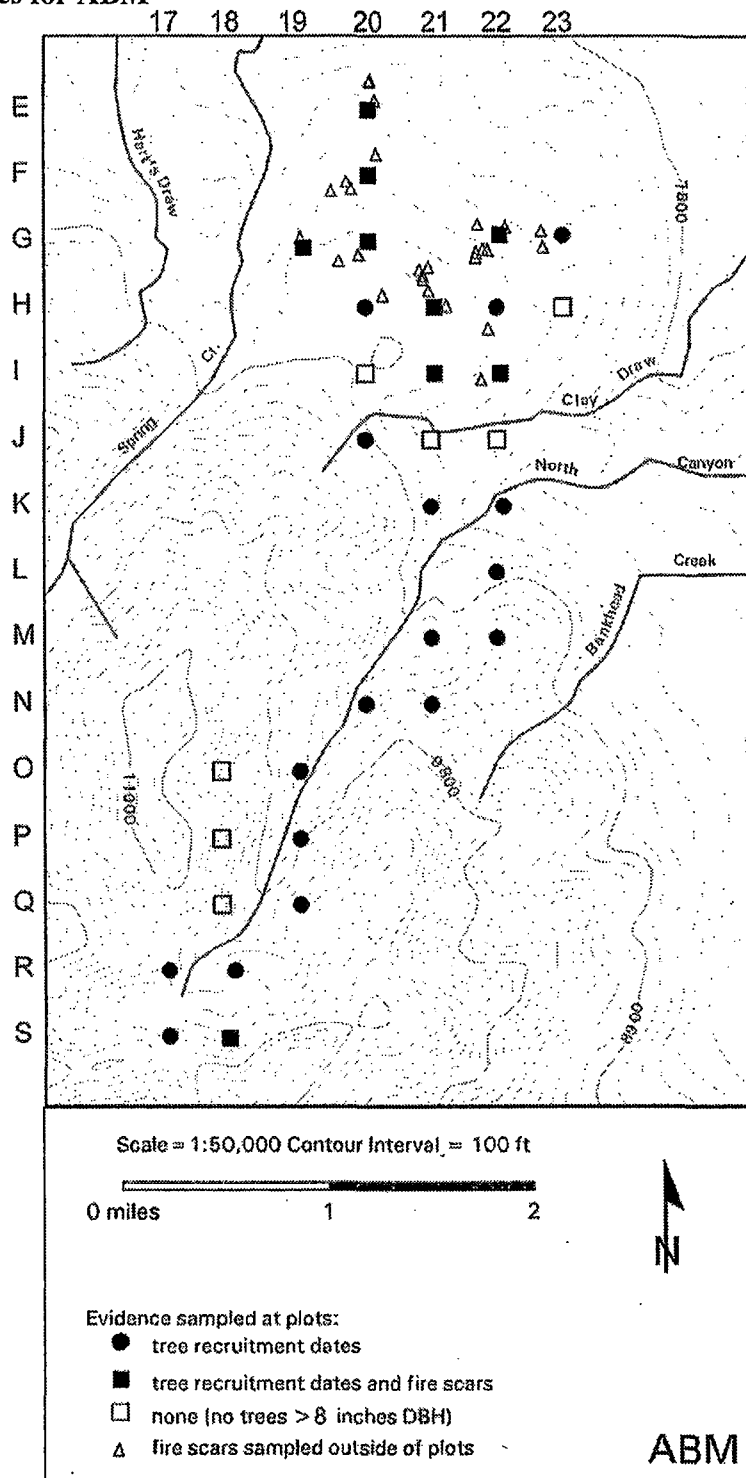 es for ABM
17 18 19 20 21 22 23
E
F
G
H
I
J
K
L
M
N
O
P
Q
R
S
Hart's Draw
7800
Spring Ct.
Clay Draw
North Canyon
Bankhead Creek
11000
9800
8900
Scale = 1:50,000 Contour Interval = 100 ft
0 miles 1 2
N
Evidence sampled at plots:
tree recruitment dates
tree recruitment dates and fire scars
none (no trees > 8 inches DBH)
fire scars sampled outside of plots
ABM